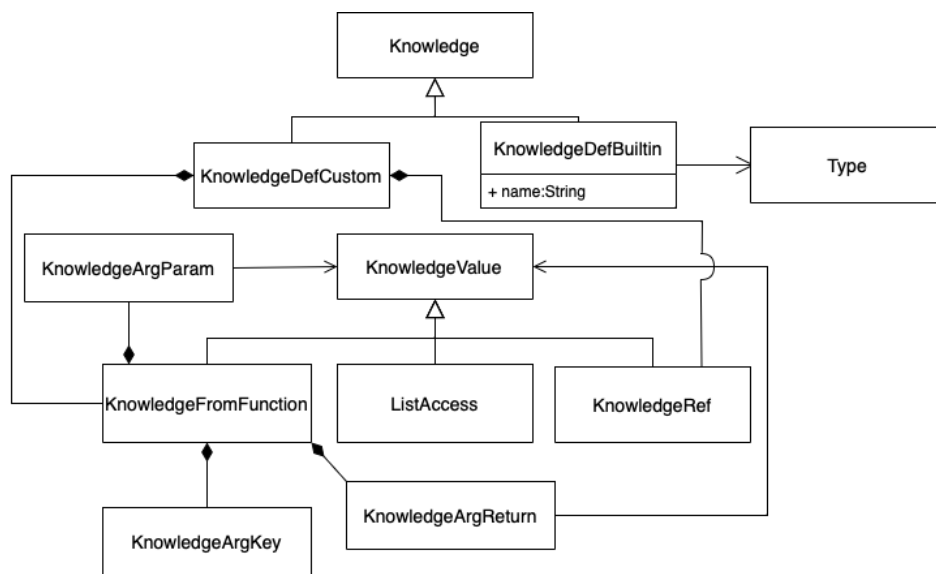 Knowledge
KnowledgeDefCustom
KnowledgeDefBuiltin
+ name:String
Type
KnowledgeArgParam
KnowledgeValue
KnowledgeFromFunction
ListAccess
KnowledgeRef
KnowledgeArgKey
KnowledgeArgReturn